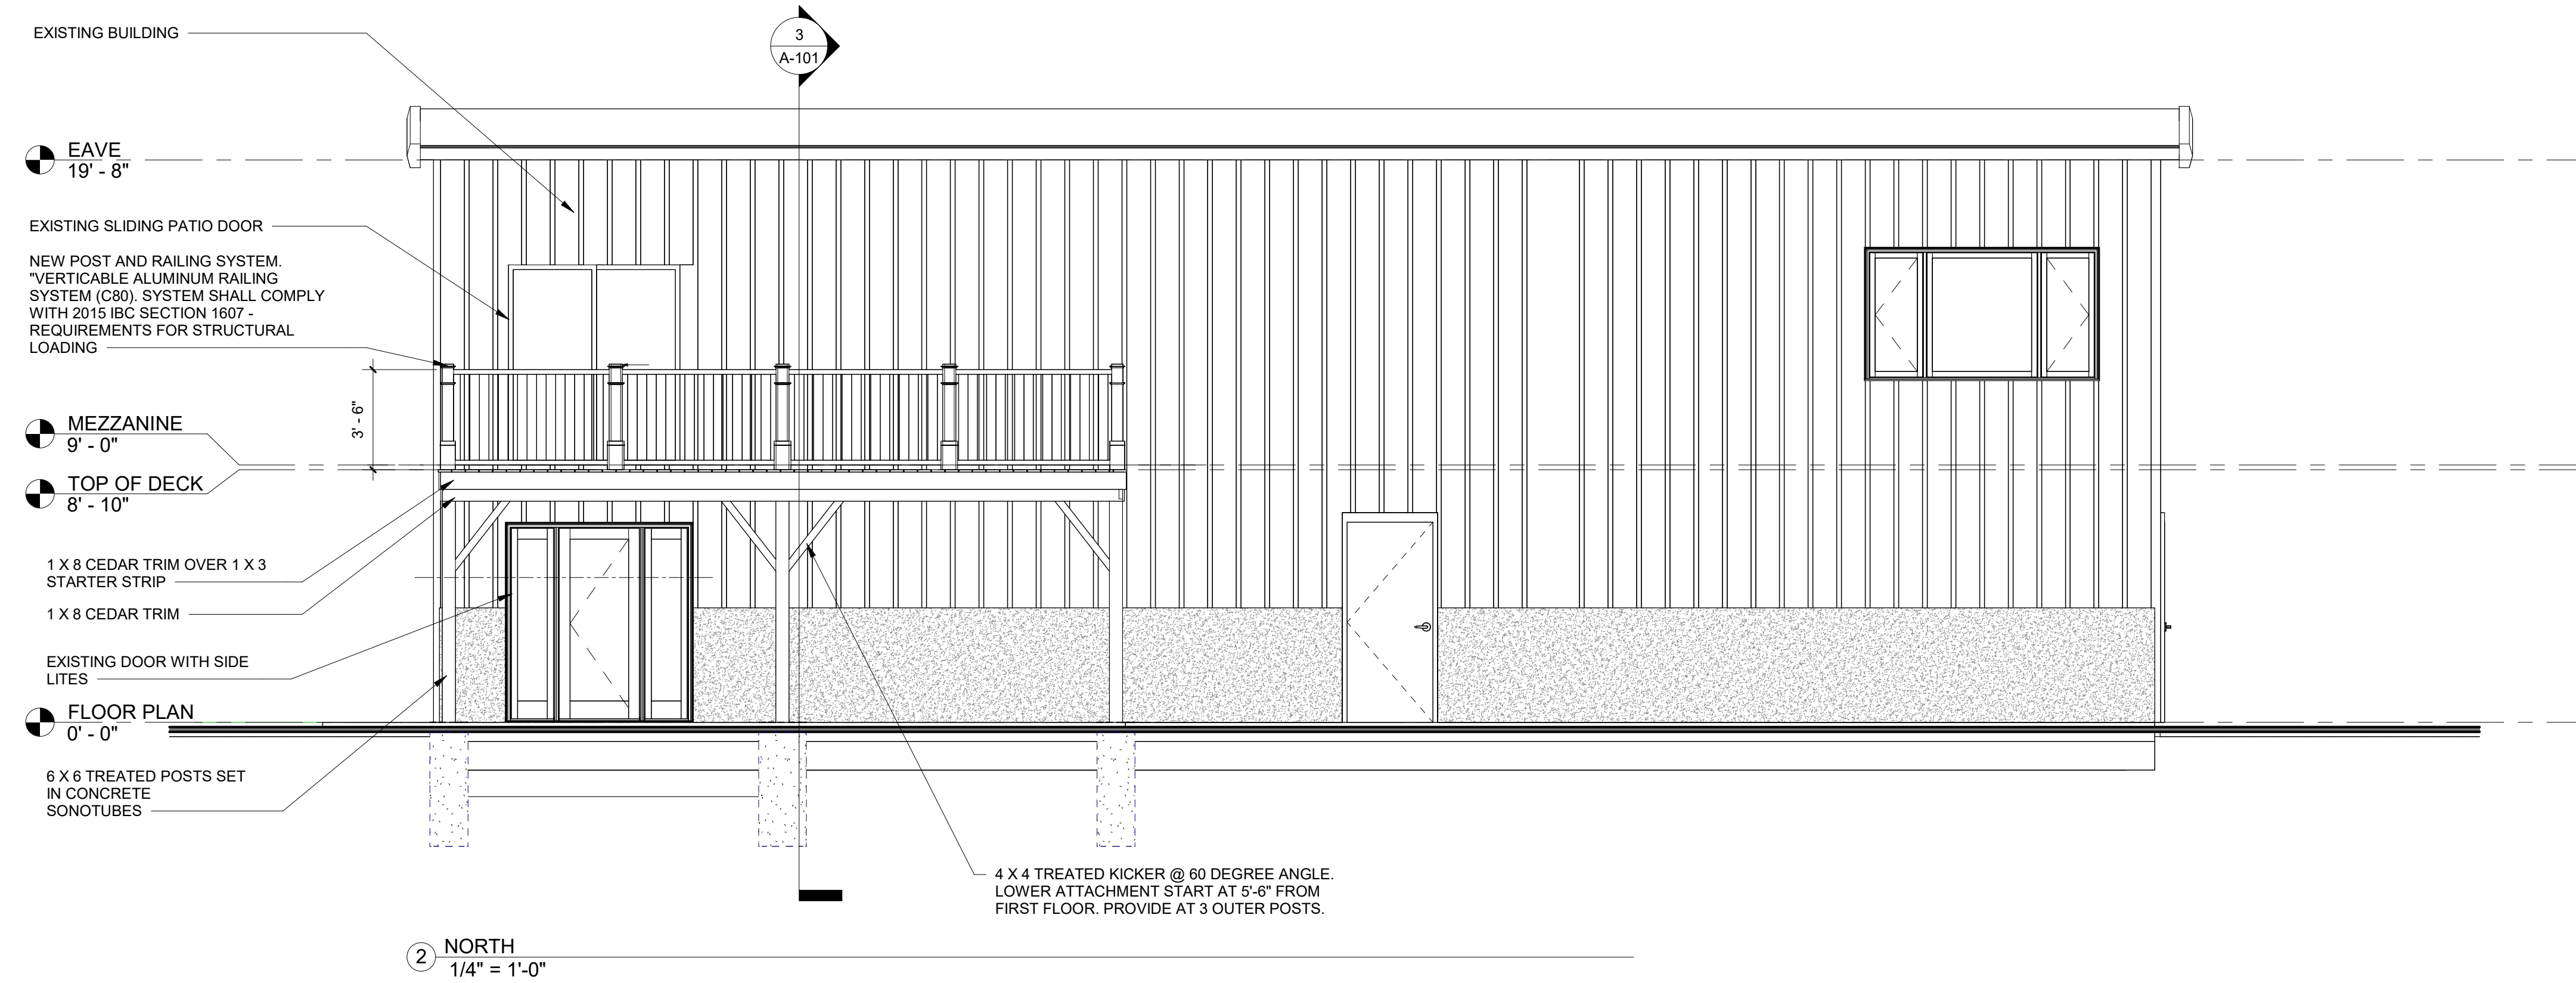 EXISTING BUILDING
3
A-101
EAVE
19' - 8"
EXISTING SLIDING PATIO DOOR
NEW POST AND RAILING SYSTEM.
"VERTICABLE ALUMINUM RAILING
SYSTEM (C80). SYSTEM SHALL COMPLY
WITH 2015 IBC SECTION 1607 -
REQUIREMENTS FOR STRUCTURAL
LOADING
3' - 6"
MEZZANINE
9' - 0"
TOP OF DECK
8' - 10"
1 X 8 CEDAR TRIM OVER 1 X 3
STARTER STRIP
1 X 8 CEDAR TRIM
EXISTING DOOR WITH SIDE
LITES
FLOOR PLAN
0' - 0"
6 X 6 TREATED POSTS SET
IN CONCRETE
SONOTUBES
4 X 4 TREATED KICKER @ 60 DEGREE ANGLE.
LOWER ATTACHMENT START AT 5'-6" FROM
FIRST FLOOR. PROVIDE AT 3 OUTER POSTS.
2
NORTH
1/4" = 1'-0"